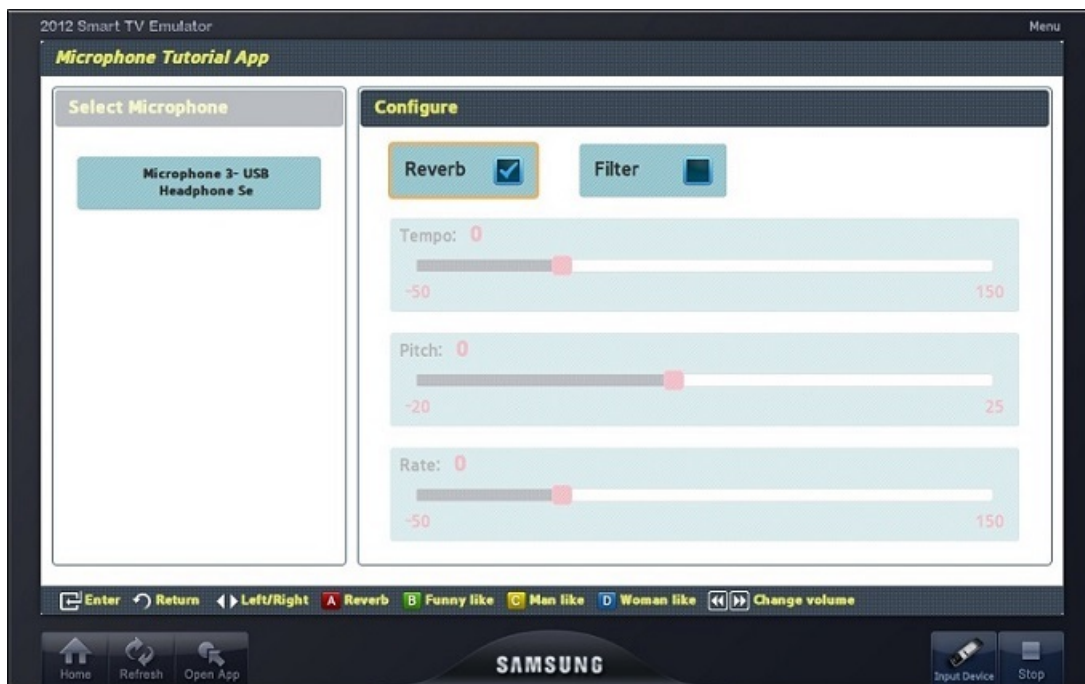 2012 Smart TV Emulator
Menu
Microphone Tutorial App
Select Microphone
Microphone 3- USB
Headphone Se
Configure
Reverb
Filter
Tempo: 0
-50
150
Pitch: 0
-20
25
Rate: 0
-50
150
Enter Return Left/Right A Reverb B Funny like C Man like D Woman like Change volume
Home
Refresh
Open App
SAMSUNG
Input Device
Stop